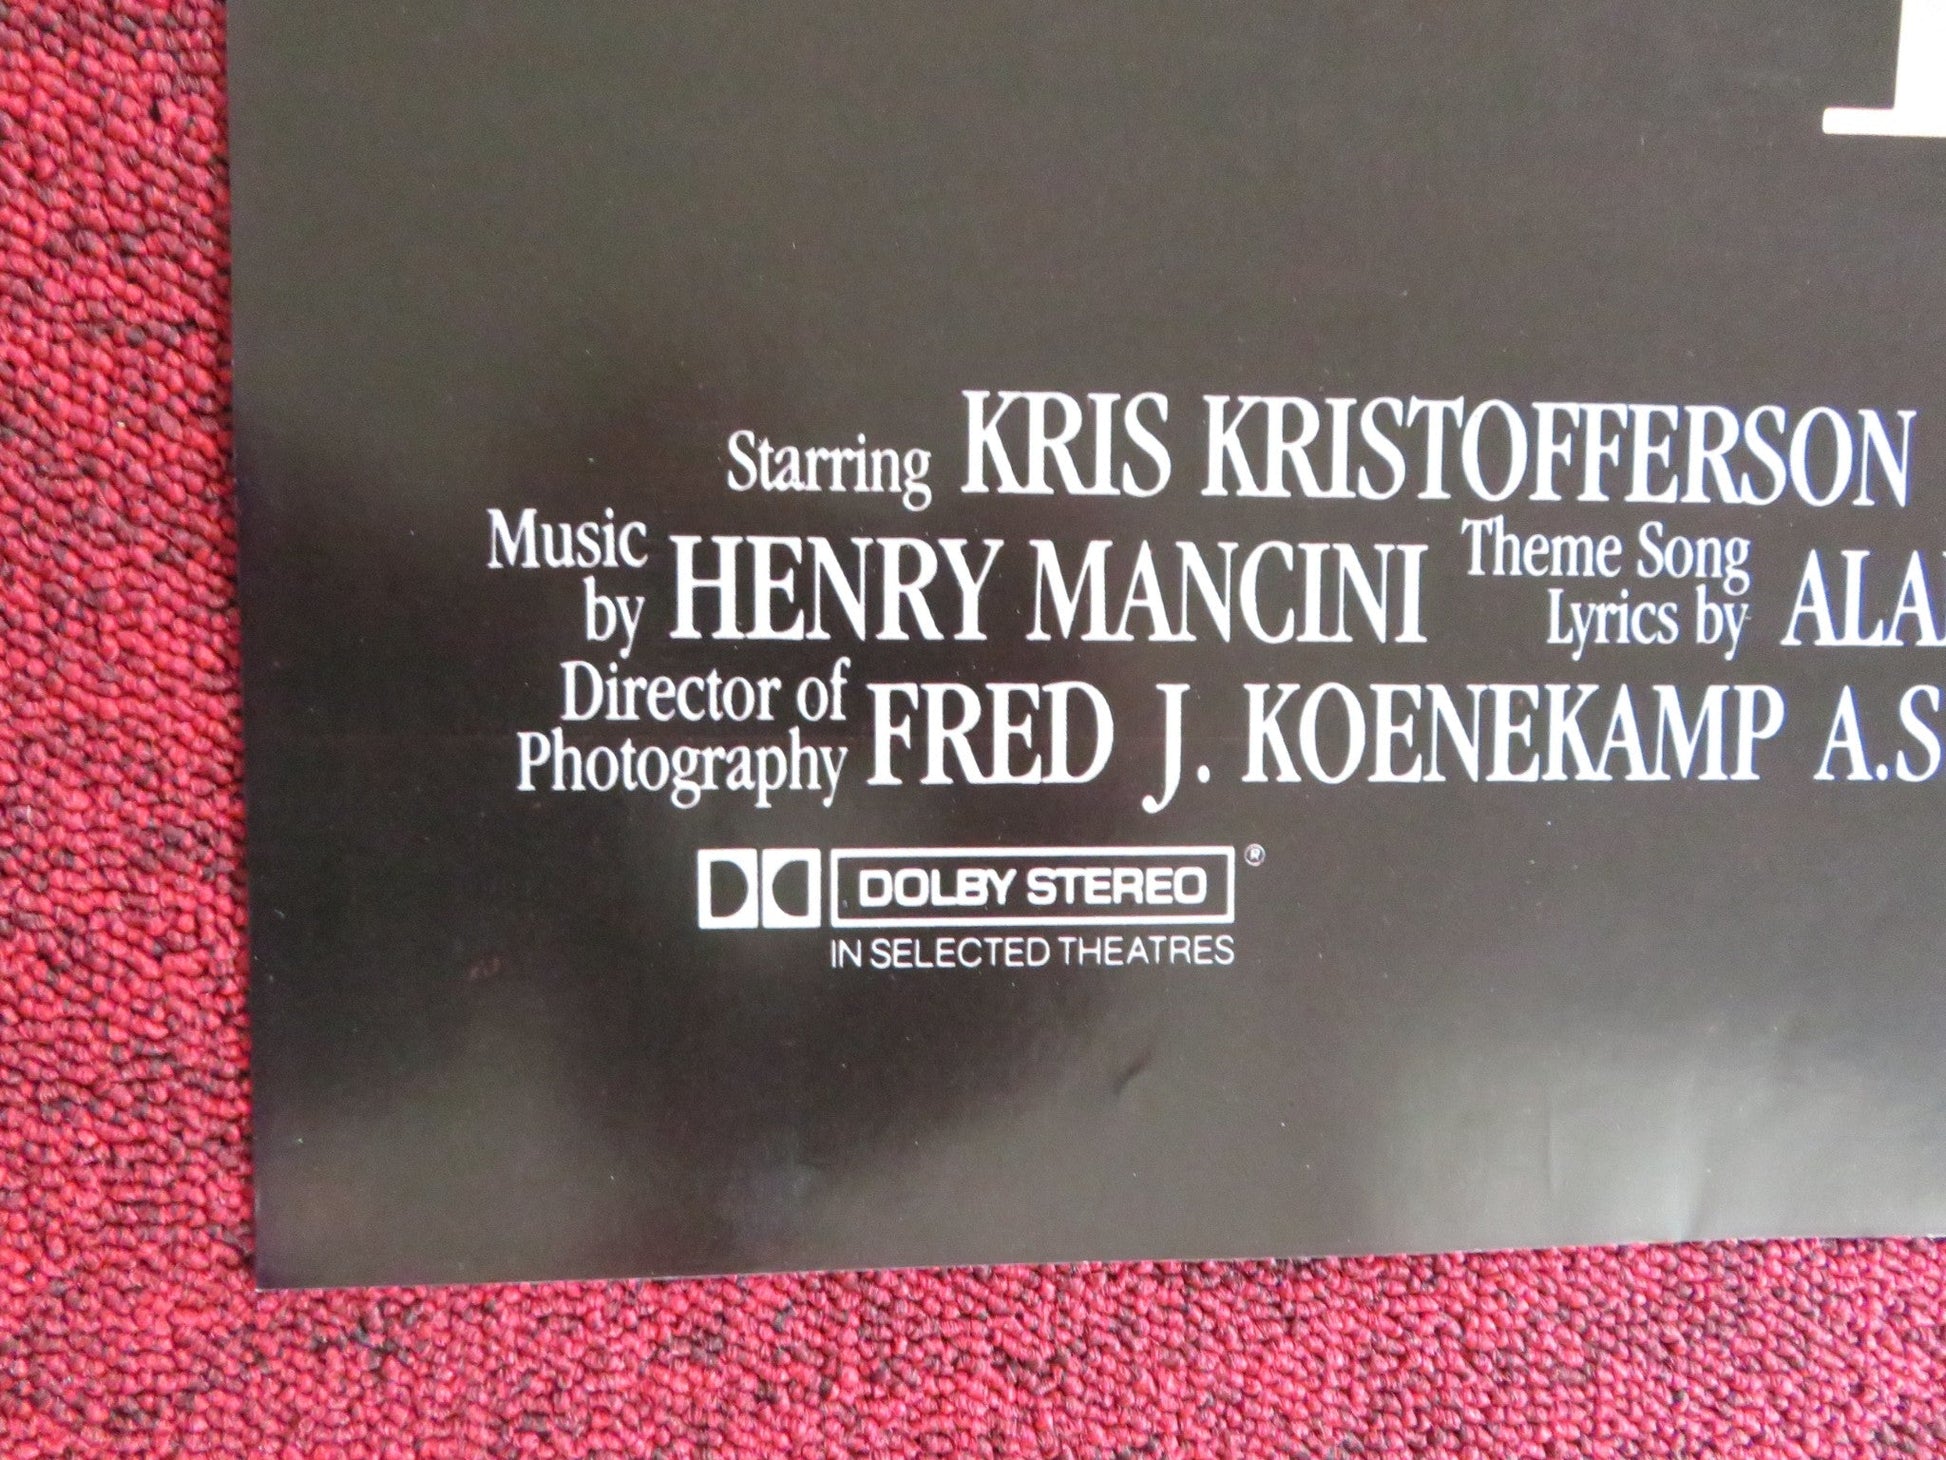 Starring KRIS KRISTOFFERSON
Music by HENRY MANCINI Theme Song Lyrics by
Director of Photography FRED J. KOENEKAMP A.S
DOLBY STEREO ®
IN SELECTED THEATRES